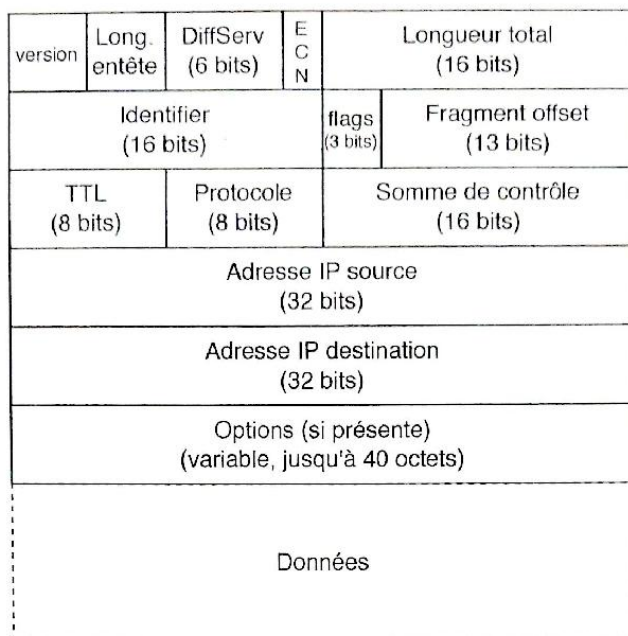 version
Long.
entête
DiffServ
(6 bits)
E
C
N
Longueur total
(16 bits)
Identifier
(16 bits)
flags
(3 bits)
Fragment offset
(13 bits)
TTL
(8 bits)
Protocole
(8 bits)
Somme de contrôle
(16 bits)
Adresse IP source
(32 bits)
Adresse IP destination
(32 bits)
Options (si présente)
(variable, jusqu'à 40 octets)
Données